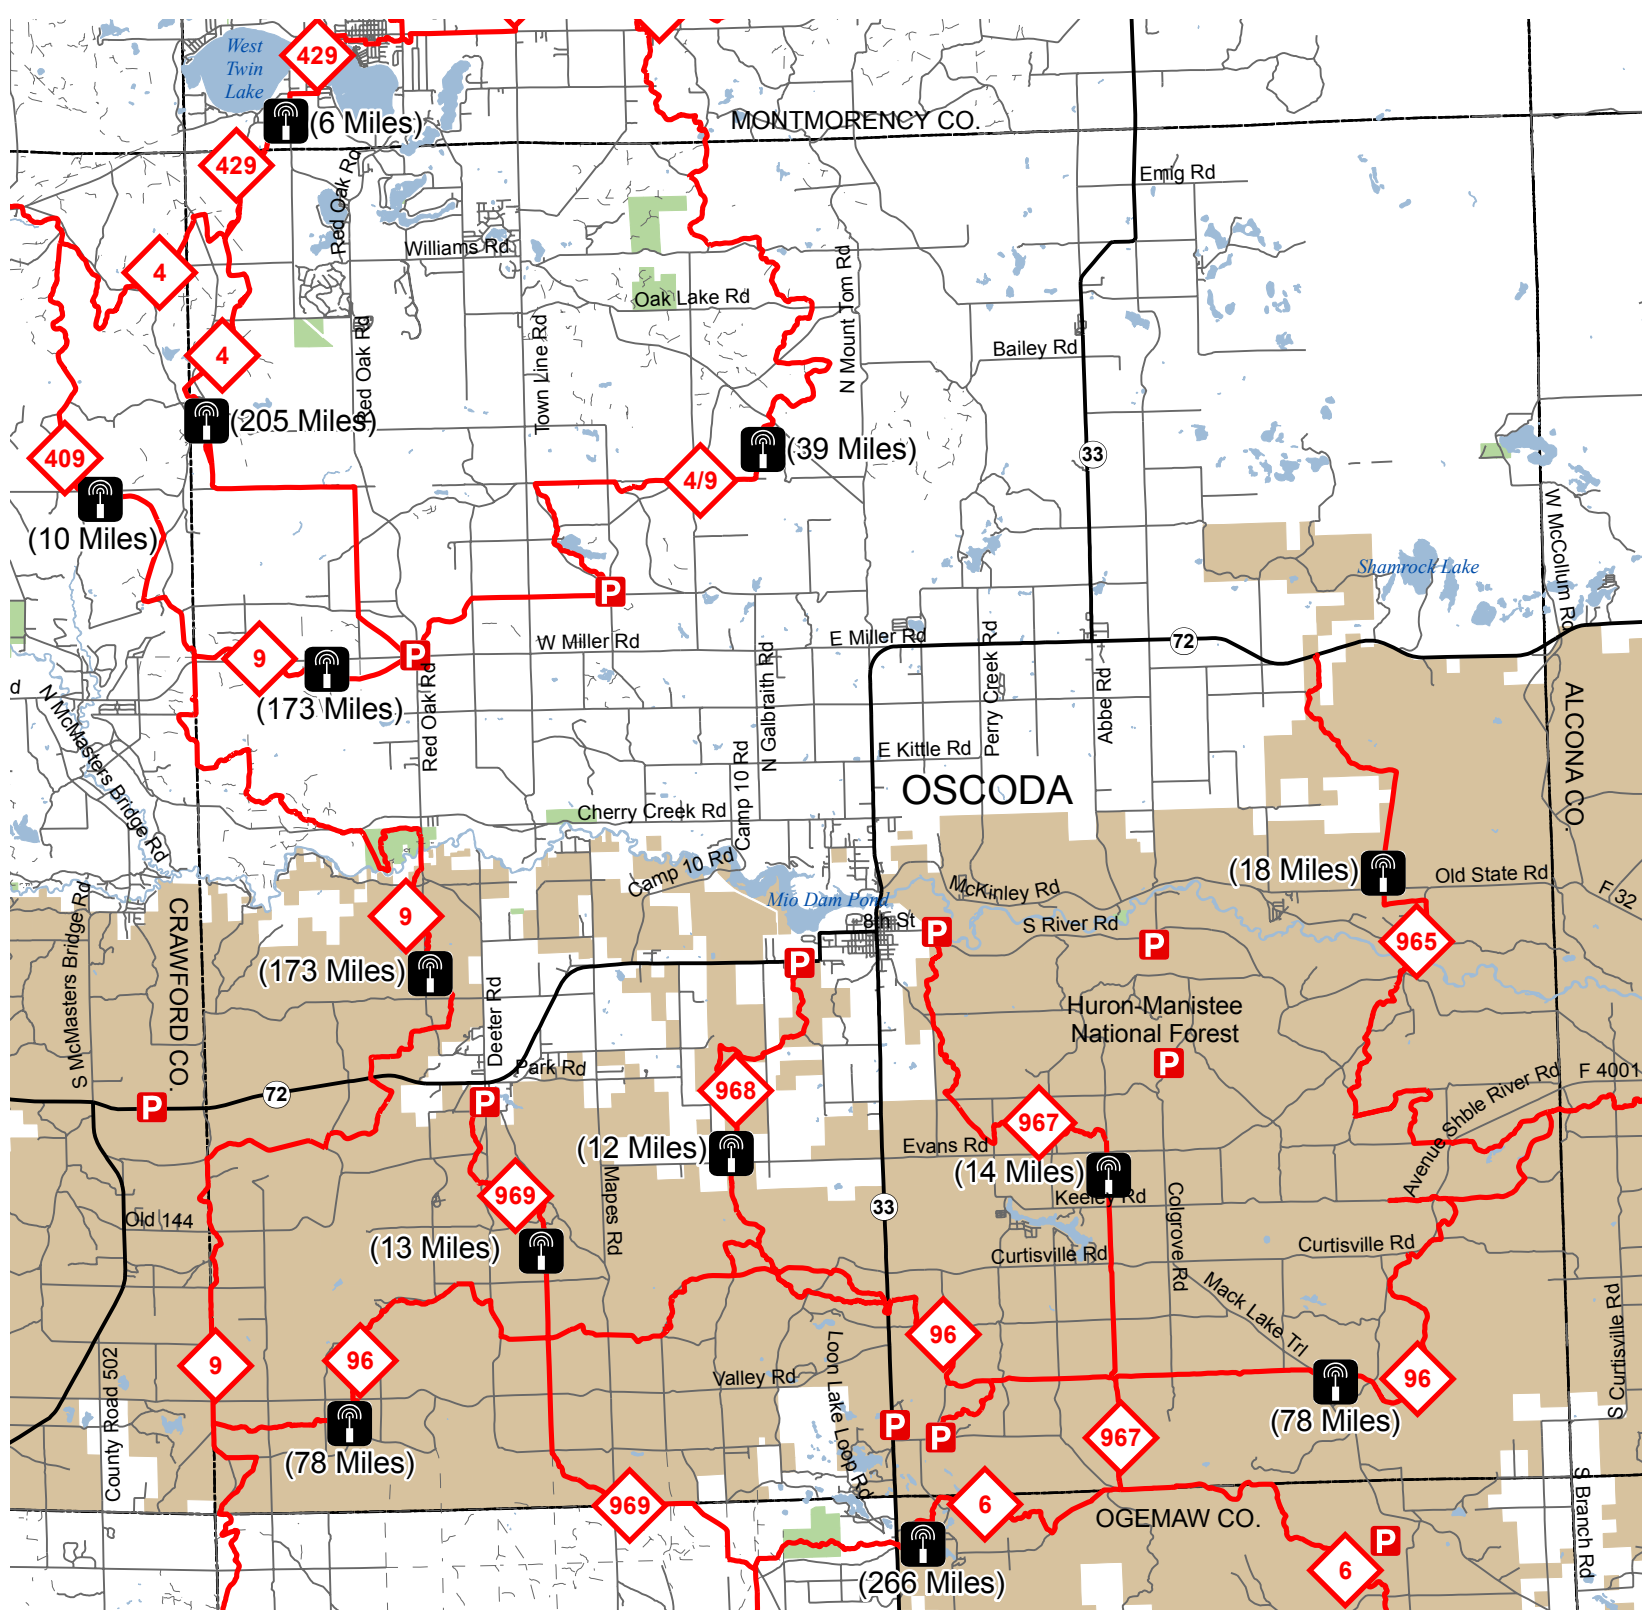 West
Twin
Lake
429
(6 Miles)
MONTMORENCY CO.
429
Red Oak Rd
Emig Rd
Williams Rd
4
Oak Lake Rd
N Mount Tom Rd
4
Red Oak Rd
Town Line Rd
Bailey Rd
(205 Miles)
(39 Miles)
33
409
4/9
(10 Miles)
W McCollum Rd
Shamrock Lake
P
W Miller Rd
E Miller Rd
72
9
P
Perry Creek Rd
N Galbraith Rd
Abbe Rd
(173 Miles)
d
N McMasters Bridge Rd
Red Oak Rd
ALCONA CO.
E Kittle Rd
Camp 10 Rd
OSCODA
Cherry Creek Rd
Camp 10 Rd
(18 Miles)
Old State Rd
McKinley Rd
F 32
Mio Dam Pond
8th St
S River Rd
9
CRAWFORD CO.
S McMasters Bridge Rd
P
P
965
P
(173 Miles)
Deeter Rd
Huron-Manistee
National Forest
P
Park Rd
F 4001
72
P
P
968
967
Avenue Shble River Rd
Evans Rd
(12 Miles)
(14 Miles)
Keeley Rd
969
Mapes Rd
33
Colgrove Rd
Old 144
(13 Miles)
Curtisville Rd
Curtisville Rd
Mack Lake Trl
S Curtisville Rd
96
9
96
Loon Lake Loop Rd
Valley Rd
96
County Road 502
(78 Miles)
P
P
967
(78 Miles)
969
6
OGEMAW CO.
S Branch Rd
P
(266 Miles)
6